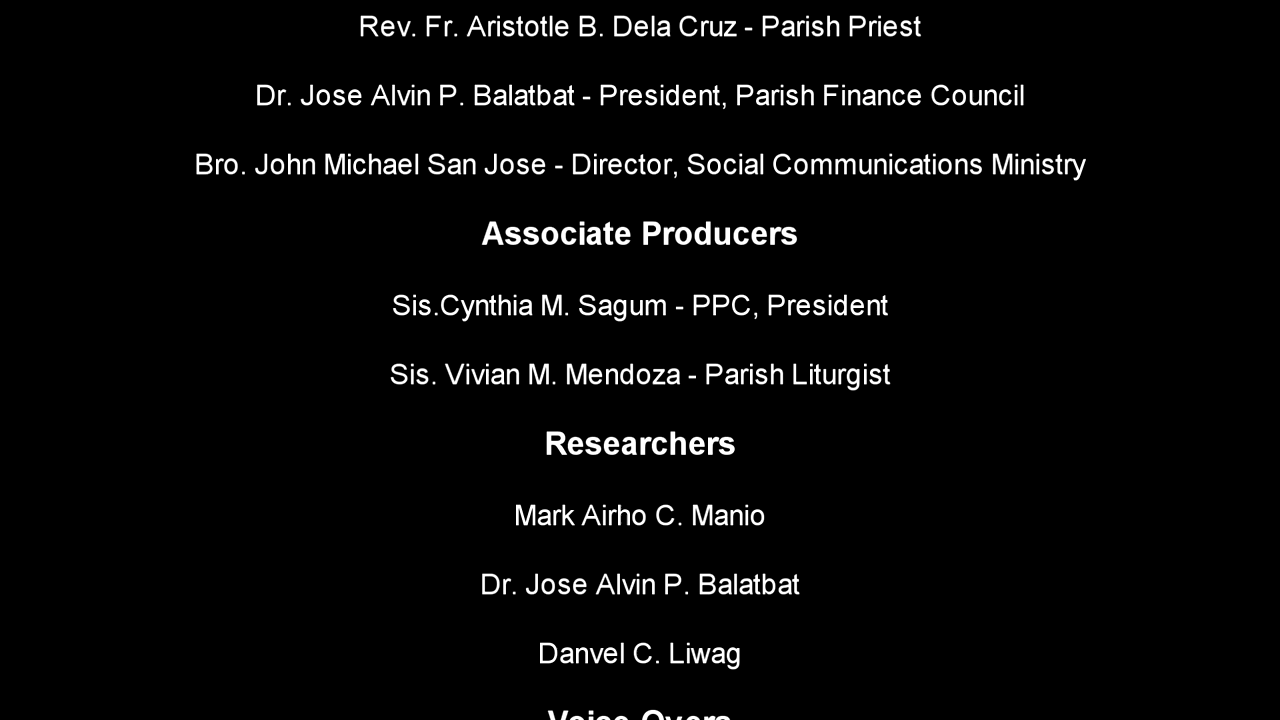 Rev. Fr. Aristotle B. Dela Cruz - Parish Priest
Dr. Jose Alvin P. Balatbat - President, Parish Finance Council
Bro. John Michael San Jose - Director, Social Communications Ministry
Associate Producers
Sis.Cynthia M. Sagum - PPC, President
Sis. Vivian M. Mendoza - Parish Liturgist
Researchers
Mark Airho C. Manio
Dr. Jose Alvin P. Balatbat
Danvel C. Liwag
Voice Overs